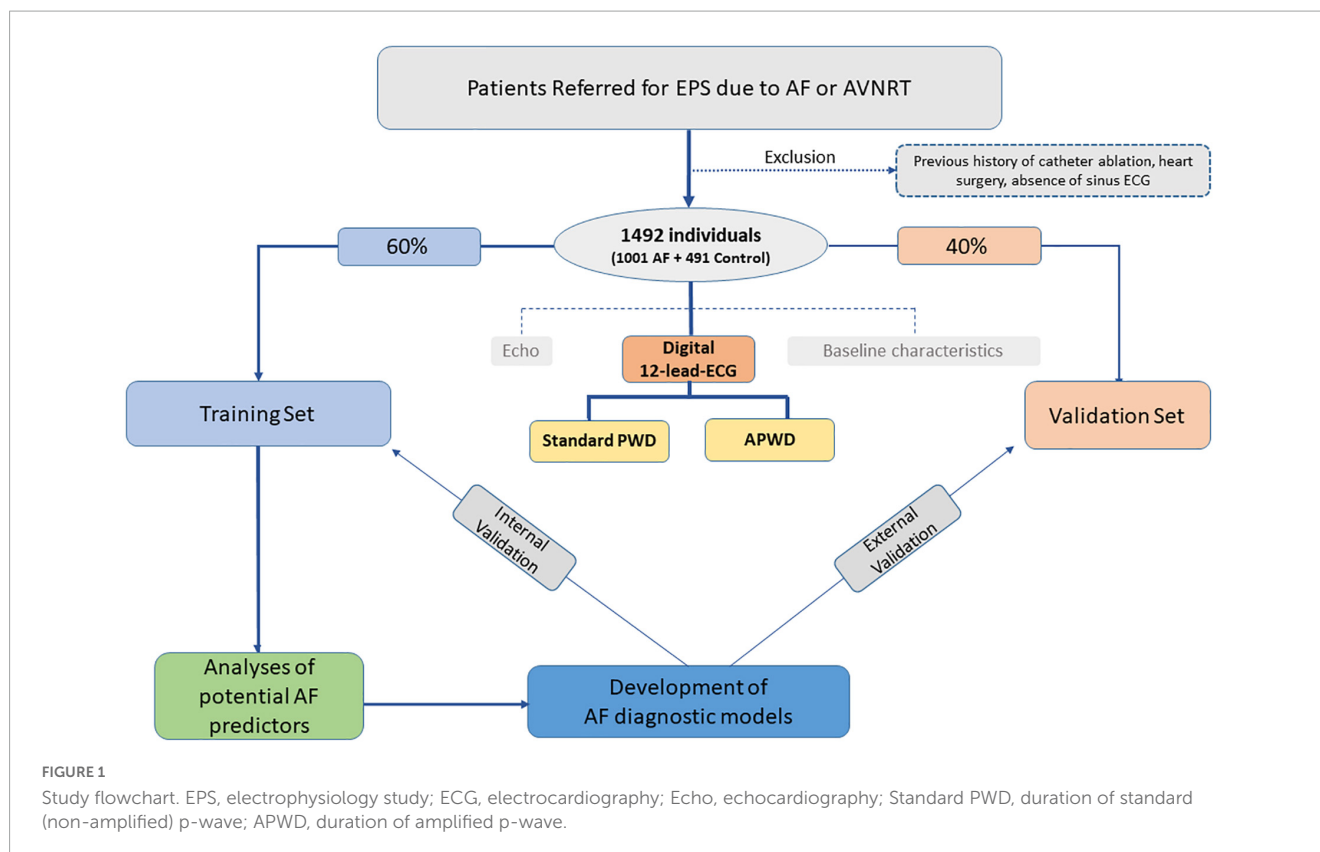 Patients Referred for EPS due to AF or AVNRT
Exclusion
Previous history of catheter ablation, heart
surgery, absence of sinus ECG
60%
1492 individuals
(1001 AF + 491 Control)
40%
Echo
Digital
12-lead-ECG
Baseline characteristics
Training Set
Standard PWD
APWD
Validation Set
Internal
Validation
External
Validation
Analyses of
potential AF
predictors
Development of
AF diagnostic models
FIGURE 1
Study flowchart. EPS, electrophysiology study; ECG, electrocardiography; Echo, echocardiography; Standard PWD, duration of standard
(non-amplified) p-wave; APWD, duration of amplified p-wave.